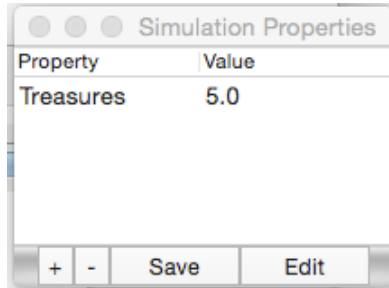 Simulation Properties
Property Value
Treasures 5.0
+ - Save Edit